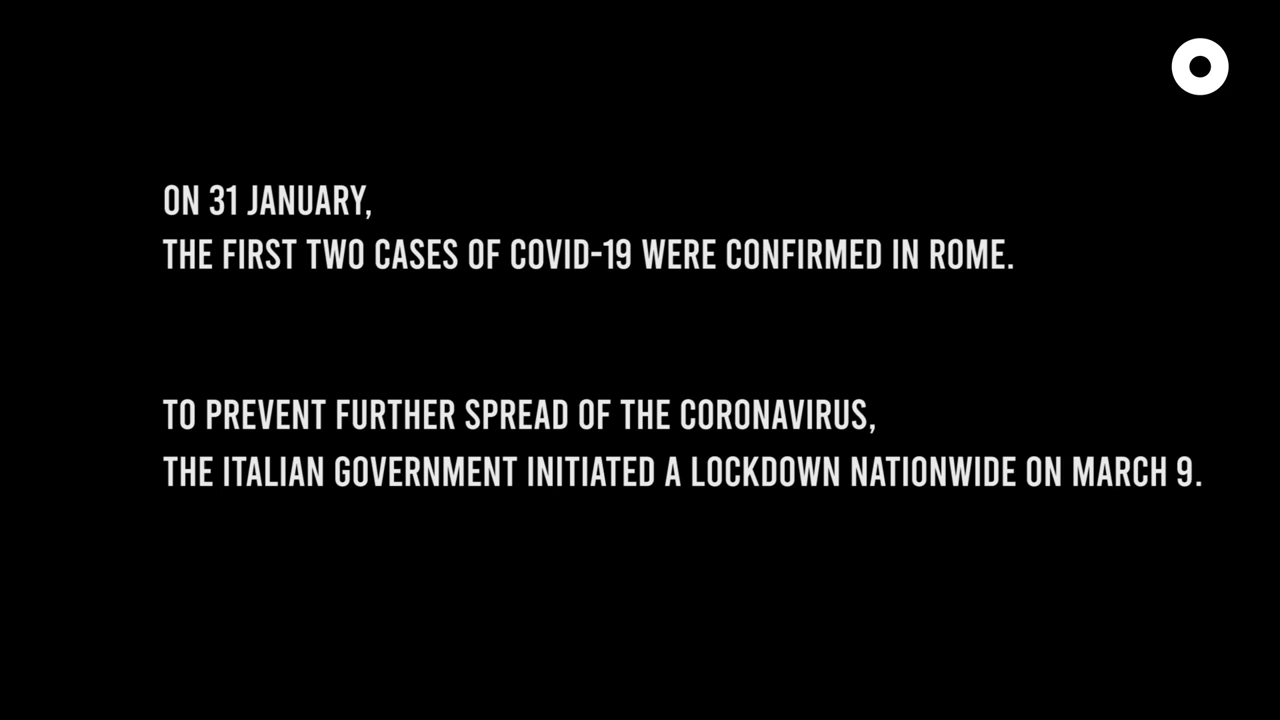 ON 31 JANUARY,
THE FIRST TWO CASES OF COVID-19 WERE CONFIRMED IN ROME.
TO PREVENT FURTHER SPREAD OF THE CORONAVIRUS,
THE ITALIAN GOVERNMENT INITIATED A LOCKDOWN NATIONWIDE ON MARCH 9.